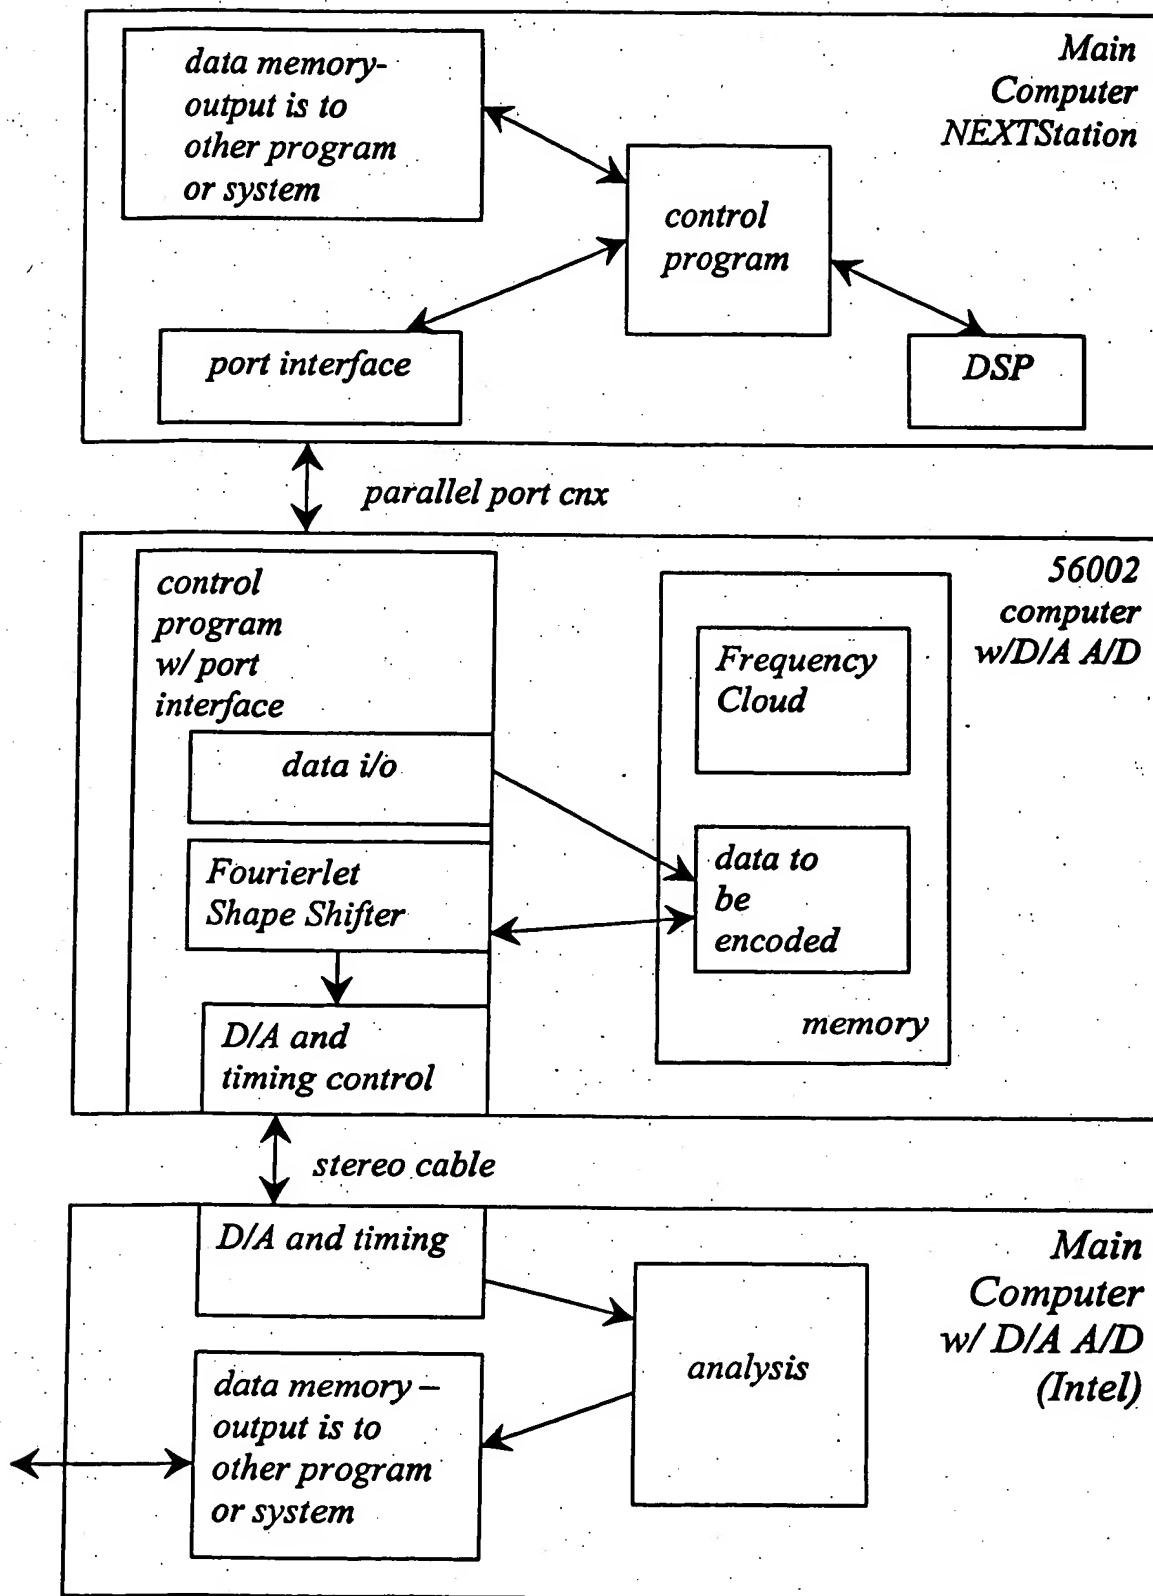 data memory-
output is to
other program
or system
Main
Computer
NEXTStation
control
program
port interface
DSP
parallel port cnx
control
program
w/ port
interface
56002
computer
w/D/A A/D
Frequency
Cloud
data i/o
Fourierlet
Shape Shifter
data to
be
encoded
memory
D/A and
timing control
stereo cable
D/A and timing
Main
Computer
w/ D/A A/D
(Intel)
analysis
data memory –
output is to
other program
or system